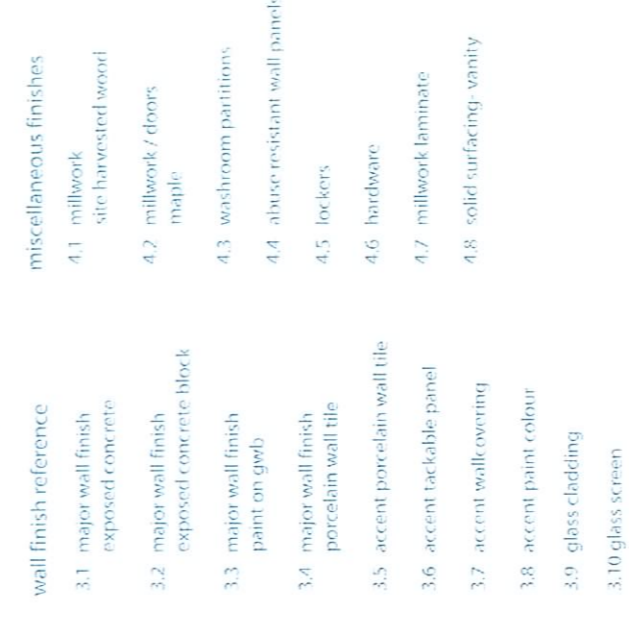 wall finish reference
3.1 major wall finish
exposed concrete
3.2 major wall finish
exposed concrete block
3.3 major wall finish
paint on gwb
3.4 major wall finish
porcelain wall tile
3.5 accent porcelain wall tile
3.6 accent tackable panel
3.7 accent wallcovering
3.8 accent paint colour
3.9 glass cladding
3.10 glass screen
miscellaneous finishes
4.1 millwork
site harvested wood
4.2 millwork / doors
maple
4.3 washroom partitions
4.4 abuse resistant wall panels
4.5 lockers
4.6 hardware
4.7 millwork laminate
4.8 solid surfacing- vanity